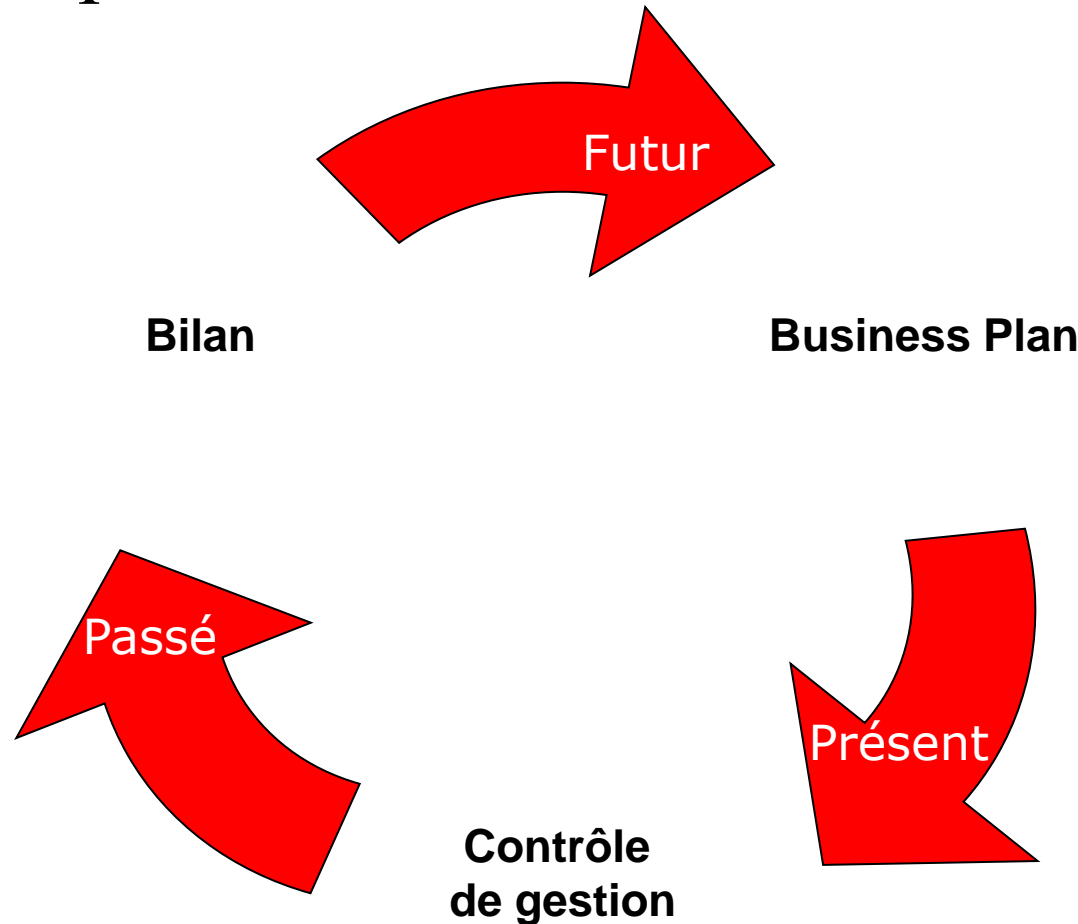 Futur
Bilan
Business Plan
Passé
Présent
Contrôle
de gestion